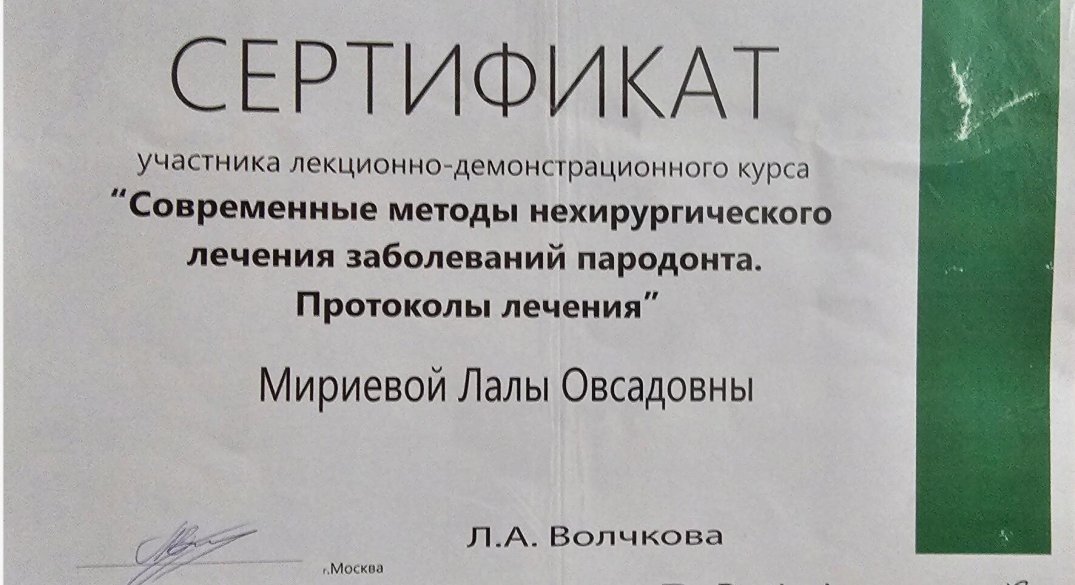 СЕРТИФИКАТ
участника лекционно-демонстрационного курса
“Современные методы нехирургического
лечения заболеваний пародонта.
Протоколы лечения”
Мириевой Лалы Овсадовны
Л.А. Волчкова
г.Москва